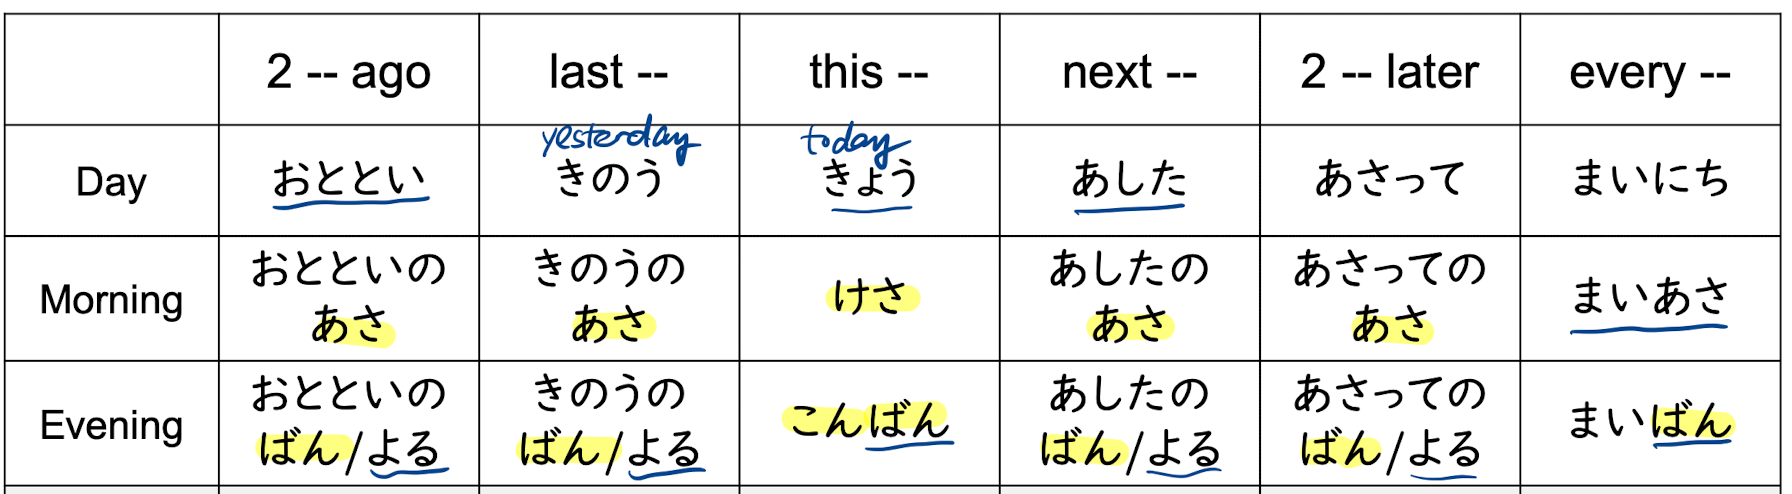 2 -- ago last -- this -- next -- 2 -- later every --
yesterday today
Day おととい きのう きょう あした あさって まいにち
Morning おとといの あさ きのうの あさ けさ あしたの あさ あさっての あさ まいあさ
Evening おとといの ばん/よる きのうの ばん/よる こんばん あしたの ばん/よる あさっての ばん/よる まいばん